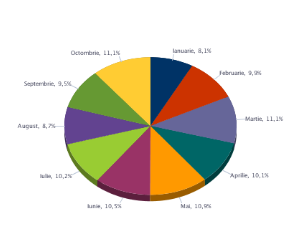 Ianuarie, 8,1%
Februarie, 9,9%
Martie, 11,1%
Aprilie, 10,1%
Mai, 10,9%
Iunie, 10,5%
Iulie, 10,2%
August, 8,7%
Septembrie, 9,5%
Octombrie, 11,1%